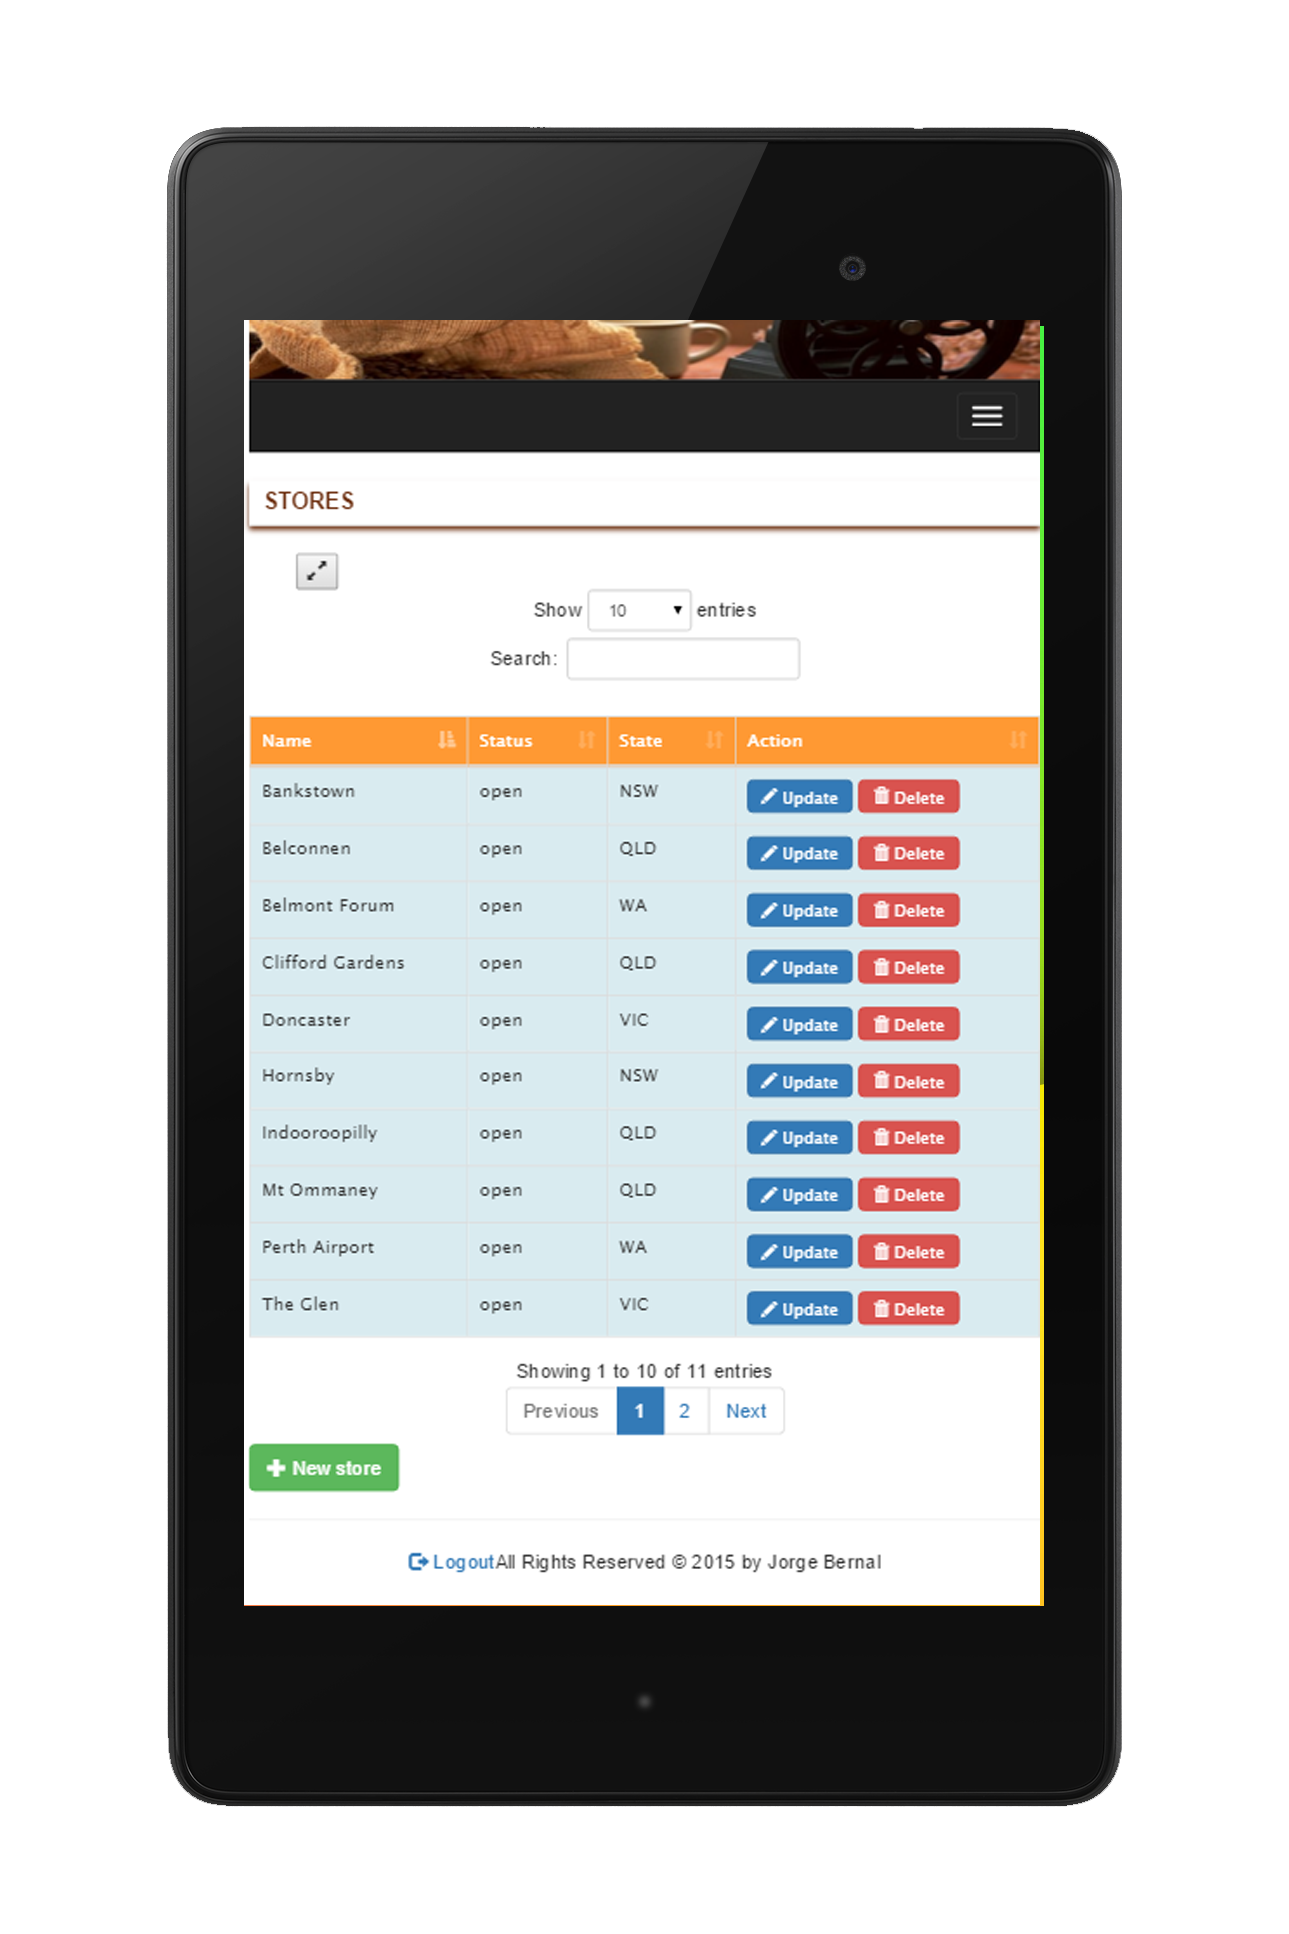 STORES
Show 10 entries
Search:
Name Status State Action
Bankstown open NSW Update Delete
Belconnen open QLD Update Delete
Belmont Forum open WA Update Delete
Clifford Gardens open QLD Update Delete
Doncaster open VIC Update Delete
Hornsby open NSW Update Delete
Indooroopilly open QLD Update Delete
Mt Ommaney open QLD Update Delete
Perth Airport open WA Update Delete
The Glen open VIC Update Delete
Showing 1 to 10 of 11 entries
Previous 1 2 Next
New store
LogoutAll Rights Reserved © 2015 by Jorge Bernal